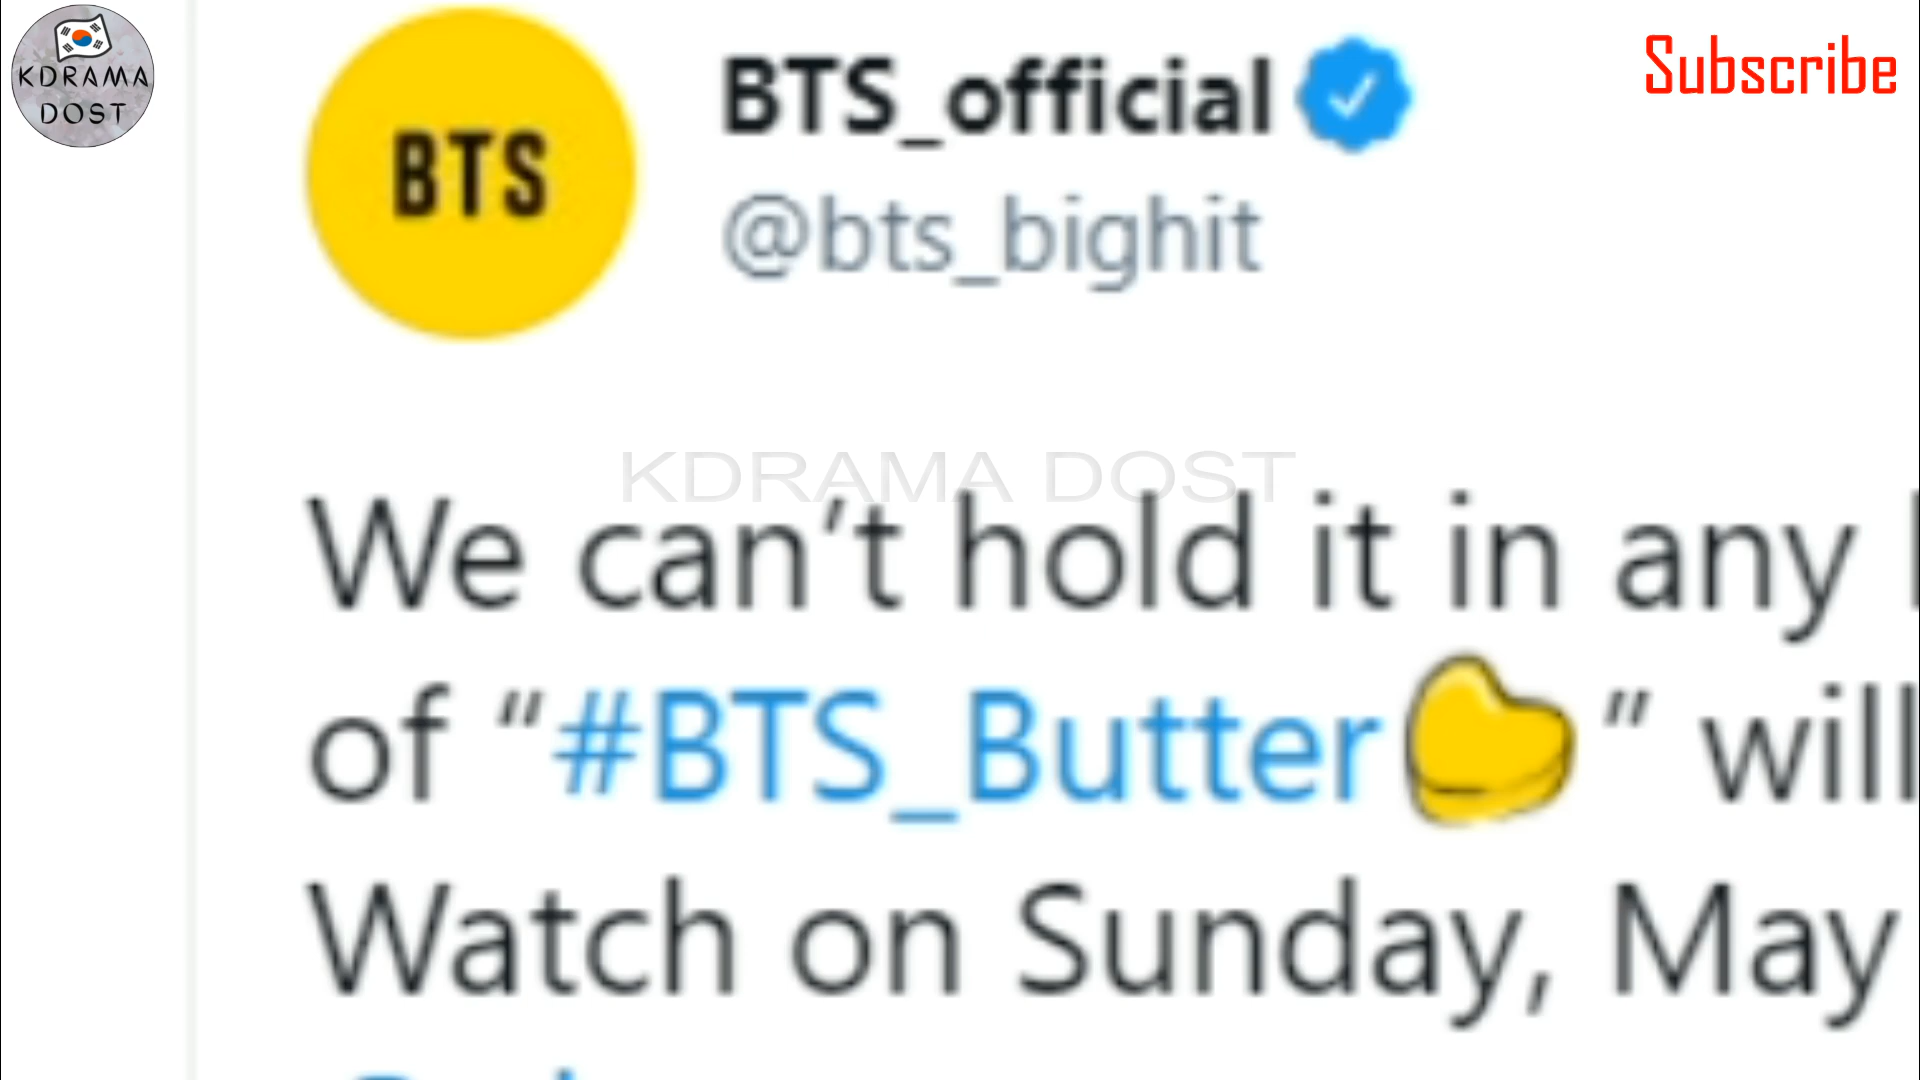 KDRAMA
DOST
BTS
BTS_official
@bts_bighit
Subscribe
KDRAMA DOST
We can’t hold it in any
of “#BTS_Butter” will
Watch on Sunday, May